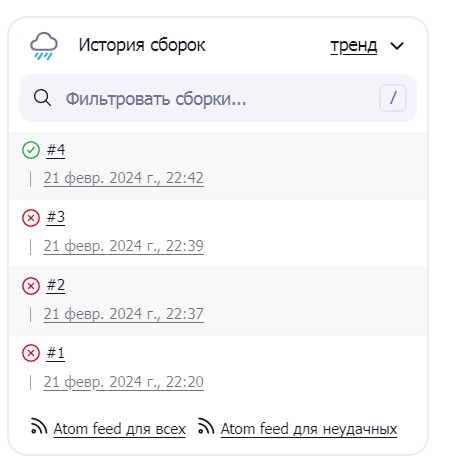 История сборок тренд
Фильтровать сборки... /
#4
21 февр. 2024 г., 22:42
#3
21 февр. 2024 г., 22:39
#2
21 февр. 2024 г., 22:37
#1
21 февр. 2024 г., 22:20
Atom feed для всех Atom feed для неудачных